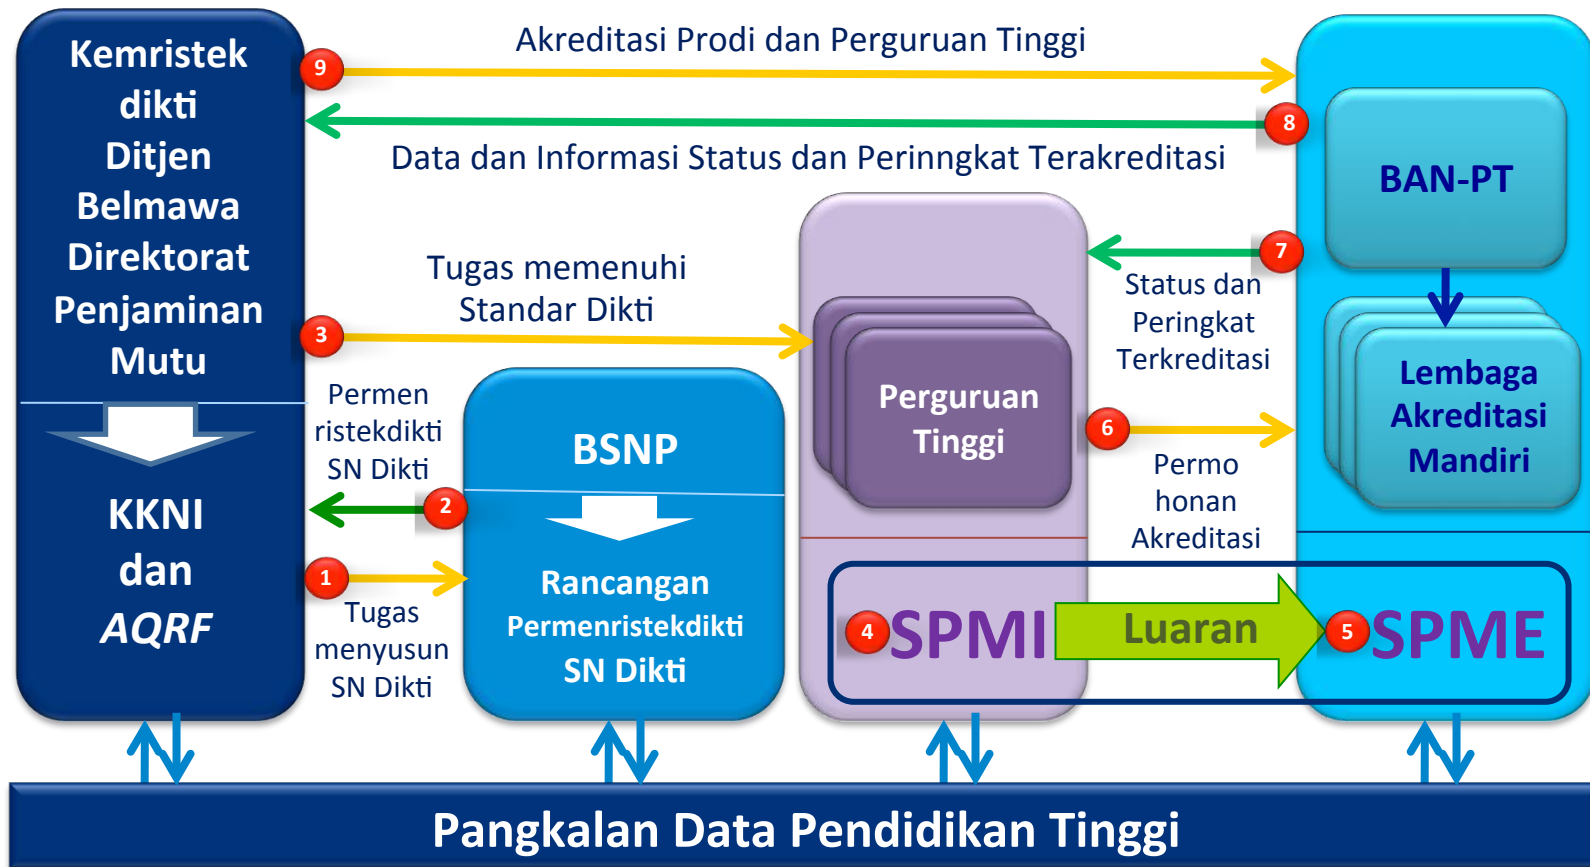 Kemristek
dikti
Ditjen
Belmawa
Direktorat
Penjaminan
Mutu
KKNI
dan
AQRF
9
Akreditasi Prodi dan Perguruan Tinggi
8
Data dan Informasi Status dan Perinngkat Terakreditasi
3
Tugas memenuhi
Standar Dikti
Permen
ristekdikti
SN Dikti
2
1
Tugas
menyusun
SN Dikti
BSNP
Rancangan
Permenristekdikti
SN Dikti
Perguruan
Tinggi
7
Status dan
Peringkat
Terkreditasi
6
Permo
honan
Akreditasi
BAN-PT
Lembaga
Akreditasi
Mandiri
4
SPMI
Luaran
5
SPME
Pangkalan Data Pendidikan Tinggi